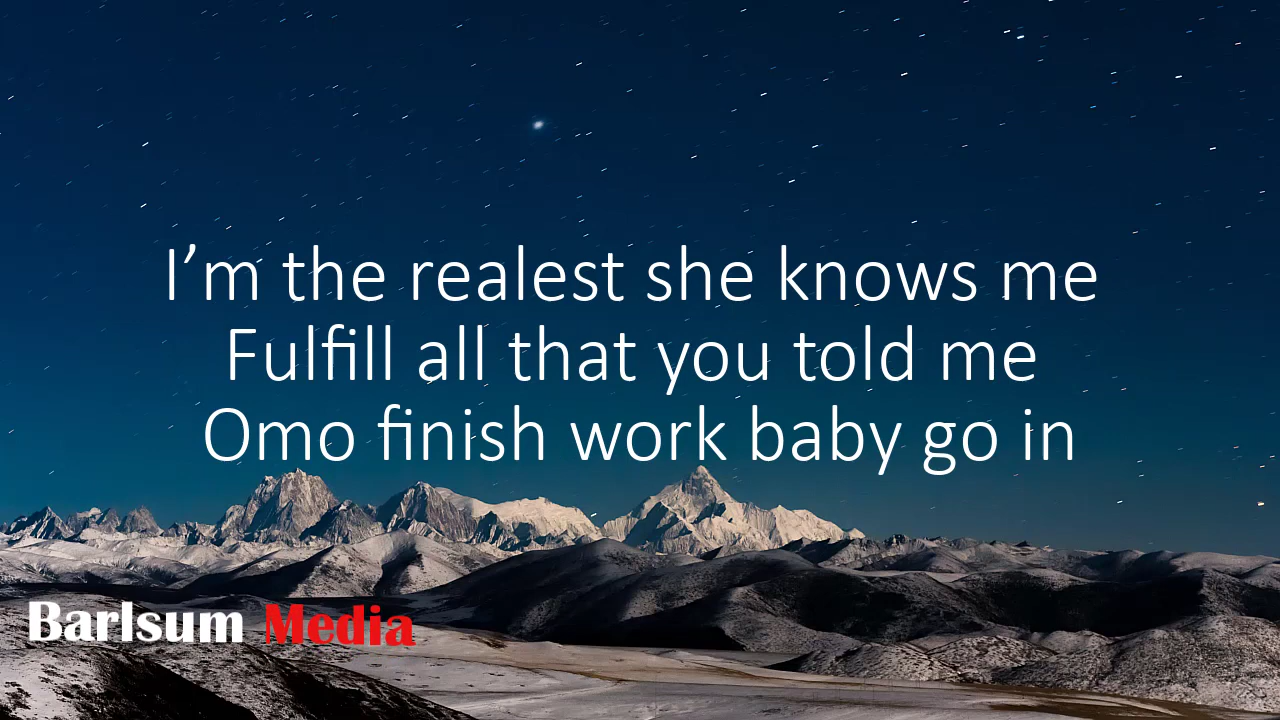 I’m the realest she knows me
Fulfill all that you told me
Omo finish work baby go in
Barlsum Media